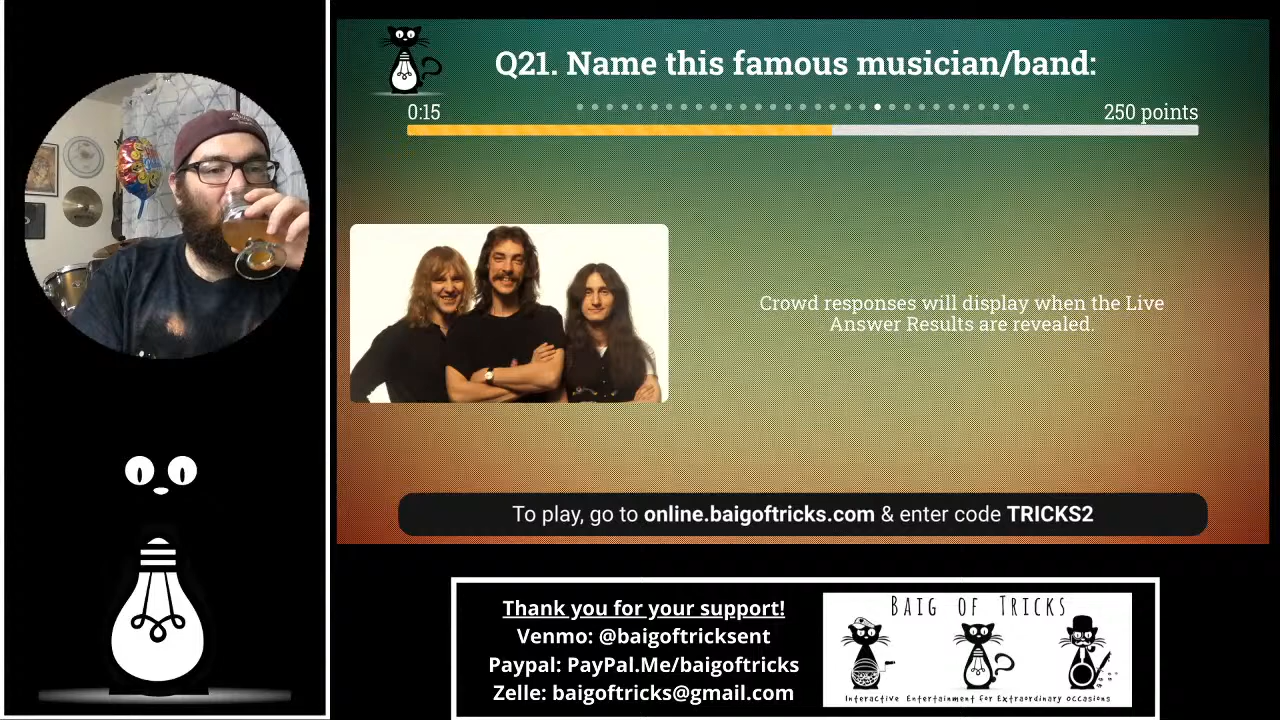 Q21. Name this famous musician/band:
0:15
250 points
Crowd responses will display when the Live
Answer Results are revealed.
To play, go to online.baigoftricks.com & enter code TRICKS2
Thank you for your support!
Venmo: @baigoftricksent
Paypal: PayPal.Me/baigoftricks
Zelle: baigoftricks@gmail.com
BAIG OF TRICKS
Interactive Entertainment for Extraordinary Occasions